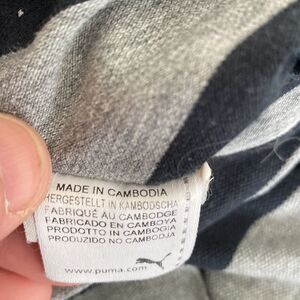 MADE IN CAMBODIA
HERGESTELLT IN KAMBODSCHA
FABRIQUÉ AU CAMBODGE
FABRICADO EN CAMBOYA
PRODOTTO IN CAMBOGIA
PRODUZIDO NO CAMBODJA
www.puma.com